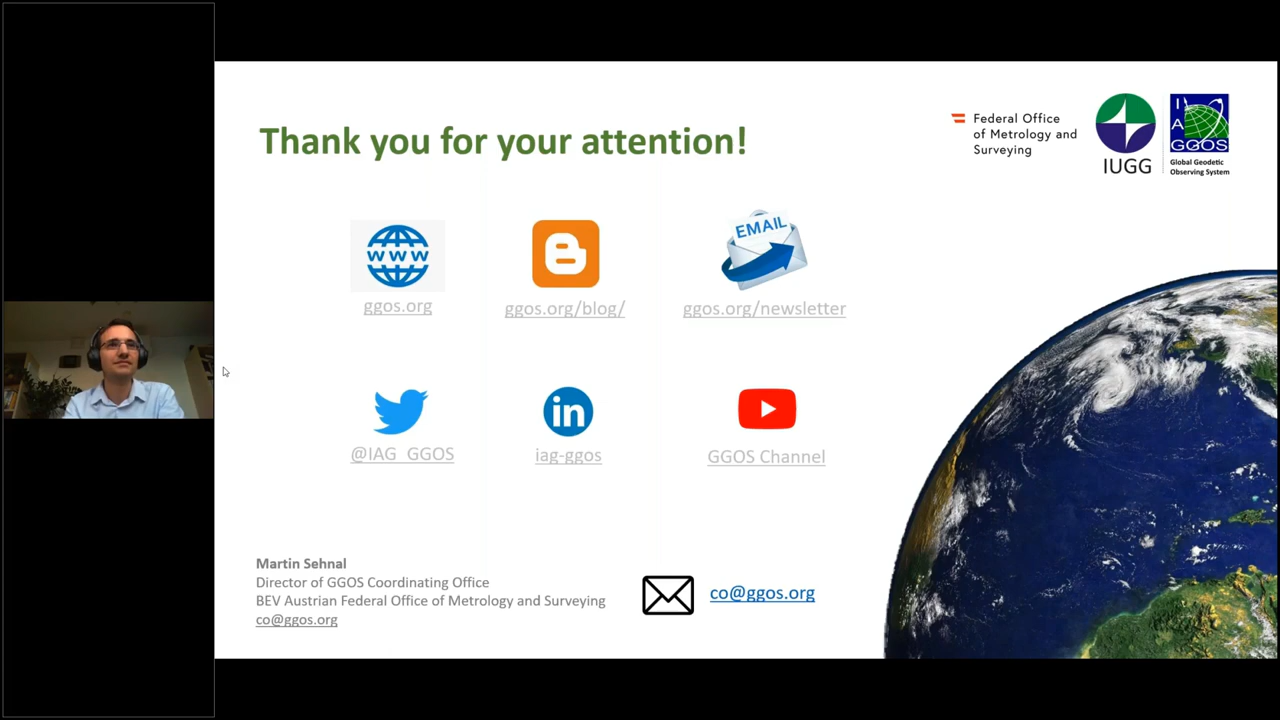 Thank you for your attention!
Federal Office
of Metrology and
Surveying
IUGG
I
A
G
GGOS
Global Geodetic
Observing System
www
ggos.org
ggos.org/blog/
EMAIL
ggos.org/newsletter
@IAG_GGOS
in
iag-ggos
GGOS Channel
Martin Sehnal
Director of GGOS Coordinating Office
BEV Austrian Federal Office of Metrology and Surveying
co@ggos.org
co@ggos.org